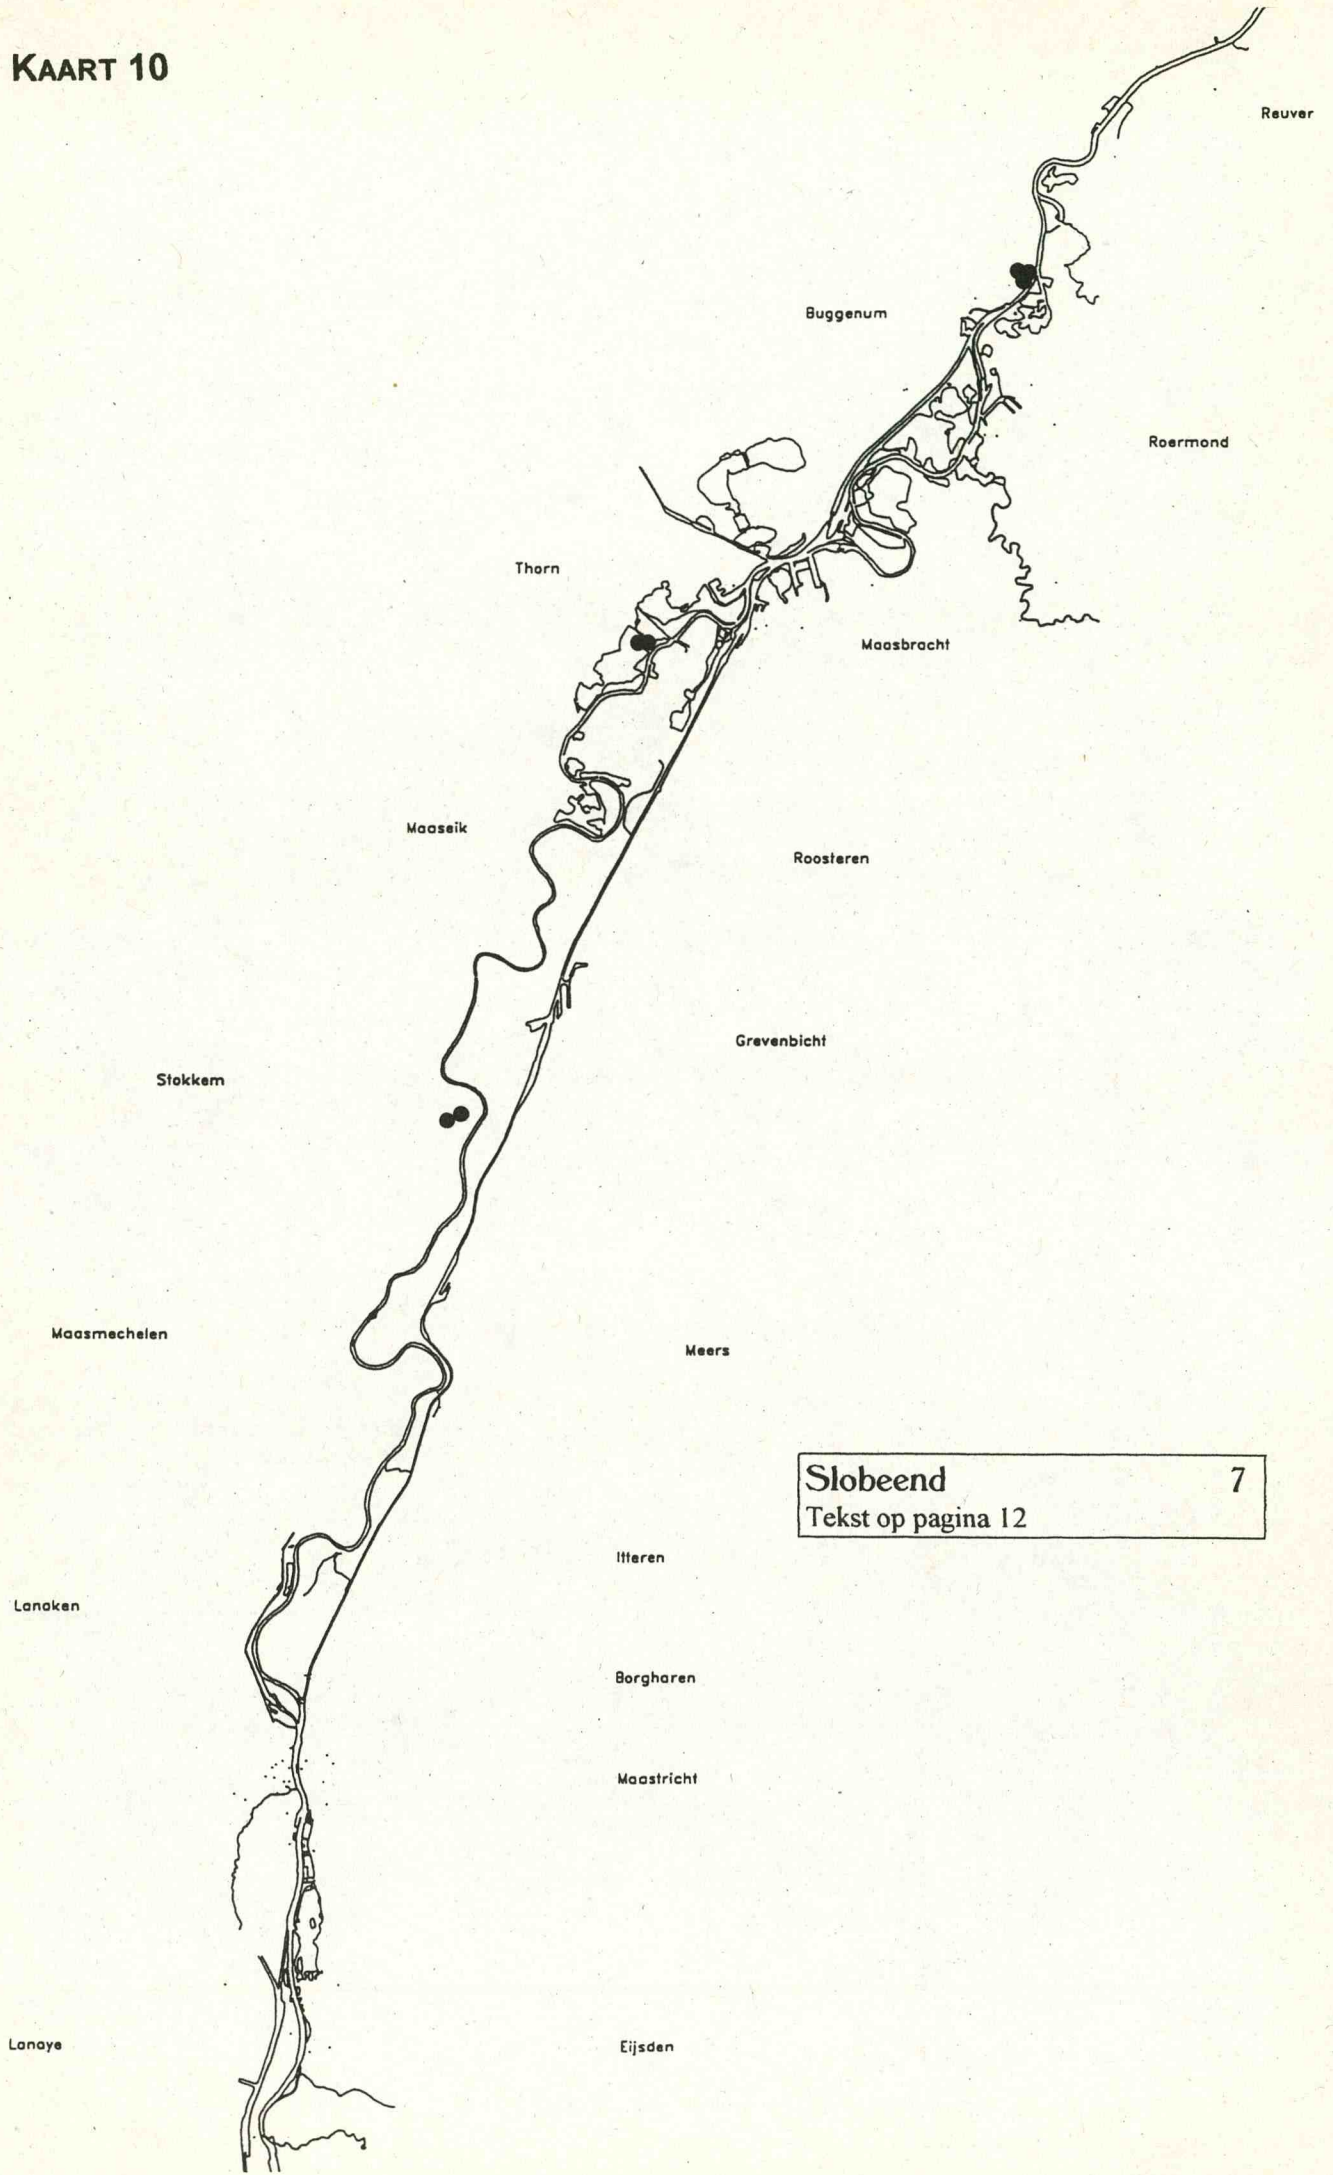 KAART 10
Reuver
Buggenum
Roermond
Thorn
Maasbracht
Maaseik
Roosteren
Grevenbicht
Stokkem
Maasmechelen
Meers
Slobeend 7
Tekst op pagina 12
Itteren
Lanaken
Borgharen
Maastricht
Lanaye
Eijsden